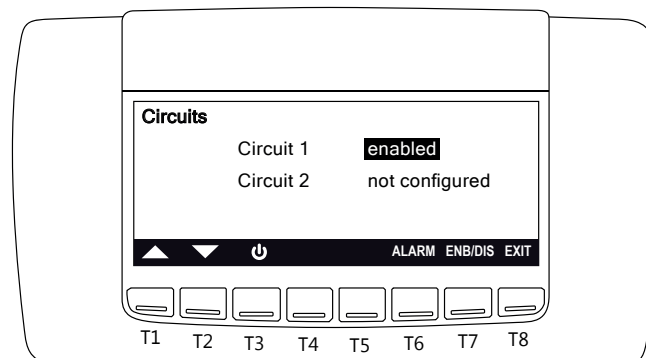 Circuits
Circuit 1 enabled
Circuit 2 not configured
ALARM ENB/DIS EXIT
T1 T2 T3 T4 T5 T6 T7 T8